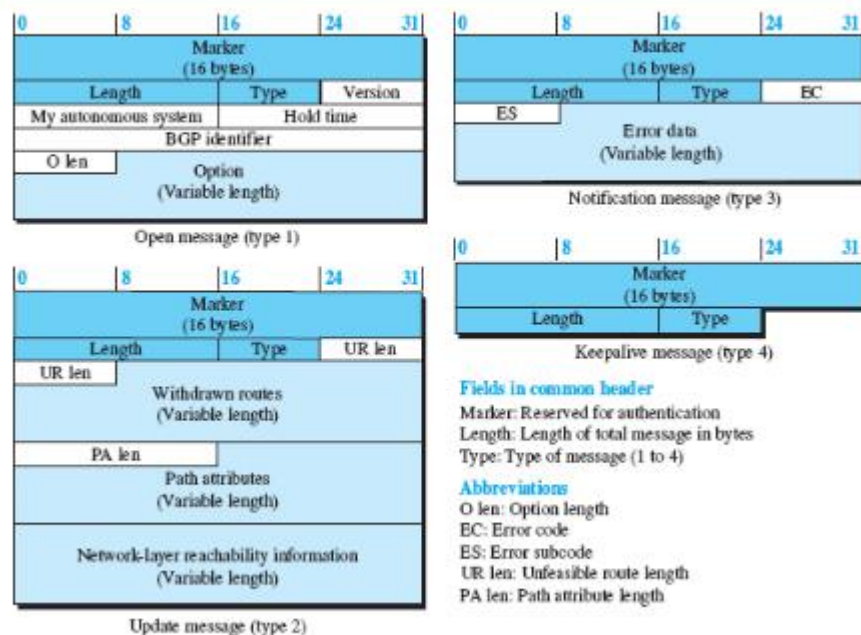 0 8 16 24 31
Marker
(16 bytes)
Length Type Version
My autonomous system Hold time
BGP identifier
O len
Option
(Variable length)
Open message (type 1)
0 8 16 24 31
Marker
(16 bytes)
Length Type UR len
UR len
Withdrawn routes
(Variable length)
PA len
Path attributes
(Variable length)
Network-layer reachability information
(Variable length)
Update message (type 2)
0 8 16 24 31
Marker
(16 bytes)
Length Type EC
ES
Error data
(Variable length)
Notification message (type 3)
0 8 16 24 31
Marker
(16 bytes)
Length Type
Keepalive message (type 4)
Fields in common header
Marker: Reserved for authentication
Length: Length of total message in bytes
Type: Type of message (1 to 4)
Abbreviations
O len: Option length
EC: Error code
ES: Error subcode
UR len: Unfeasible route length
PA len: Path attribute length